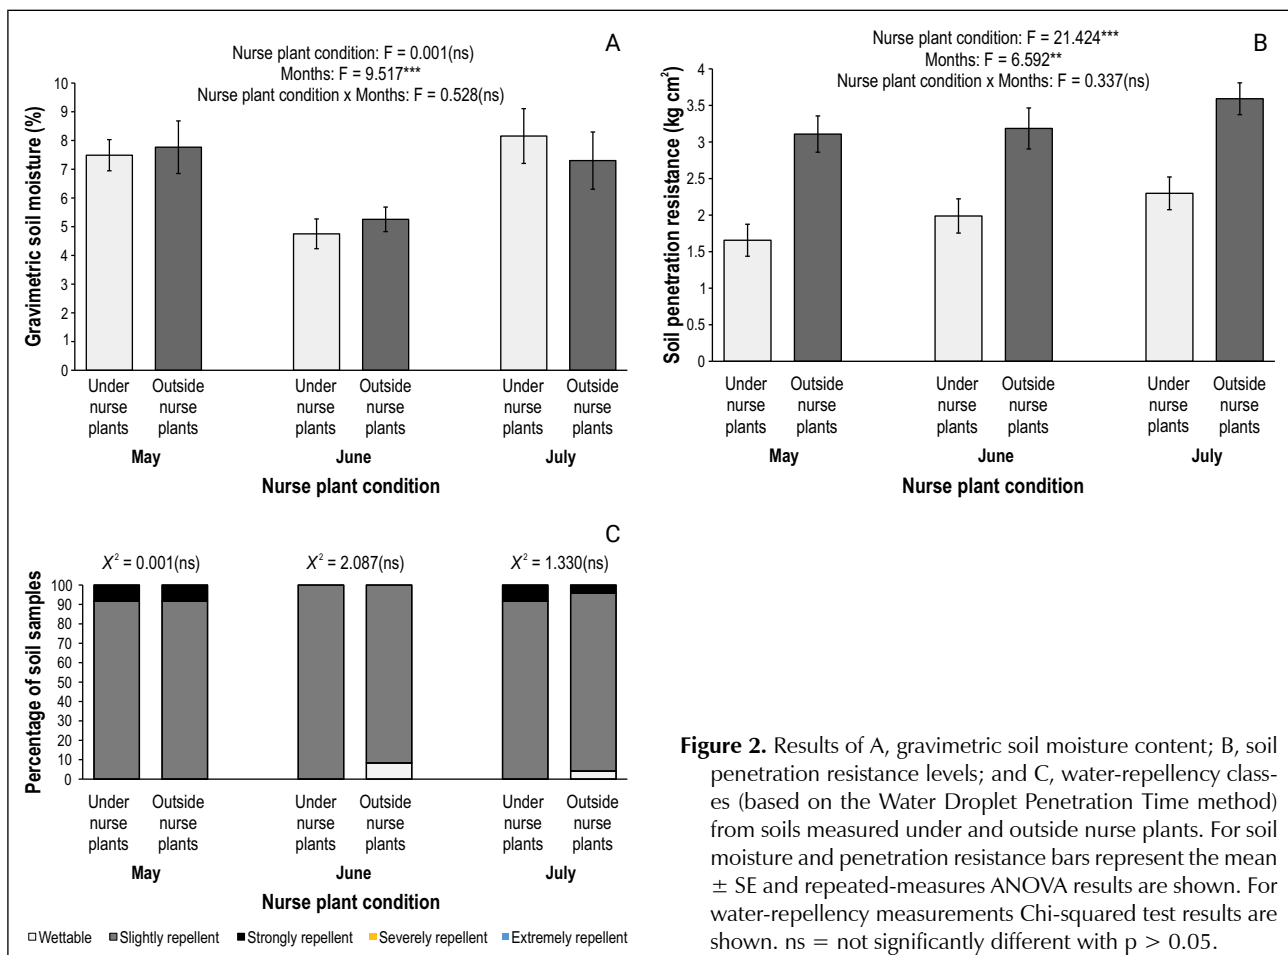 A
Nurse plant condition: F = 0.001(ns)
Months: F = 9.517***
Nurse plant condition x Months: F = 0.528(ns)
Gravimetric soil moisture (%)
10
9
8
7
6
5
4
3
2
1
0
Under nurse plants
Outside nurse plants
Under nurse plants
Outside nurse plants
Under nurse plants
Outside nurse plants
May
June
July
Nurse plant condition
B
Nurse plant condition: F = 21.424***
Months: F = 6.592**
Nurse plant condition x Months: F = 0.337(ns)
Soil penetration resistance (kg cm²)
4
3.5
3
2.5
2
1.5
1
0.5
0
Under nurse plants
Outside nurse plants
Under nurse plants
Outside nurse plants
Under nurse plants
Outside nurse plants
May
June
July
Nurse plant condition
C
X² = 0.001(ns)
X² = 2.087(ns)
X² = 1.330(ns)
Percentage of soil samples
100
90
80
70
60
50
40
30
20
10
0
Under nurse plants
Outside nurse plants
Under nurse plants
Outside nurse plants
Under nurse plants
Outside nurse plants
May
June
July
Nurse plant condition
Wettable
Slightly repellent
Strongly repellent
Severely repellent
Extremely repellent
Figure 2. Results of A, gravimetric soil moisture content; B, soil
penetration resistance levels; and C, water-repellency class-
es (based on the Water Droplet Penetration Time method)
from soils measured under and outside nurse plants. For soil
moisture and penetration resistance bars represent the mean
± SE and repeated-measures ANOVA results are shown. For
water-repellency measurements Chi-squared test results are
shown. ns = not significantly different with p > 0.05.